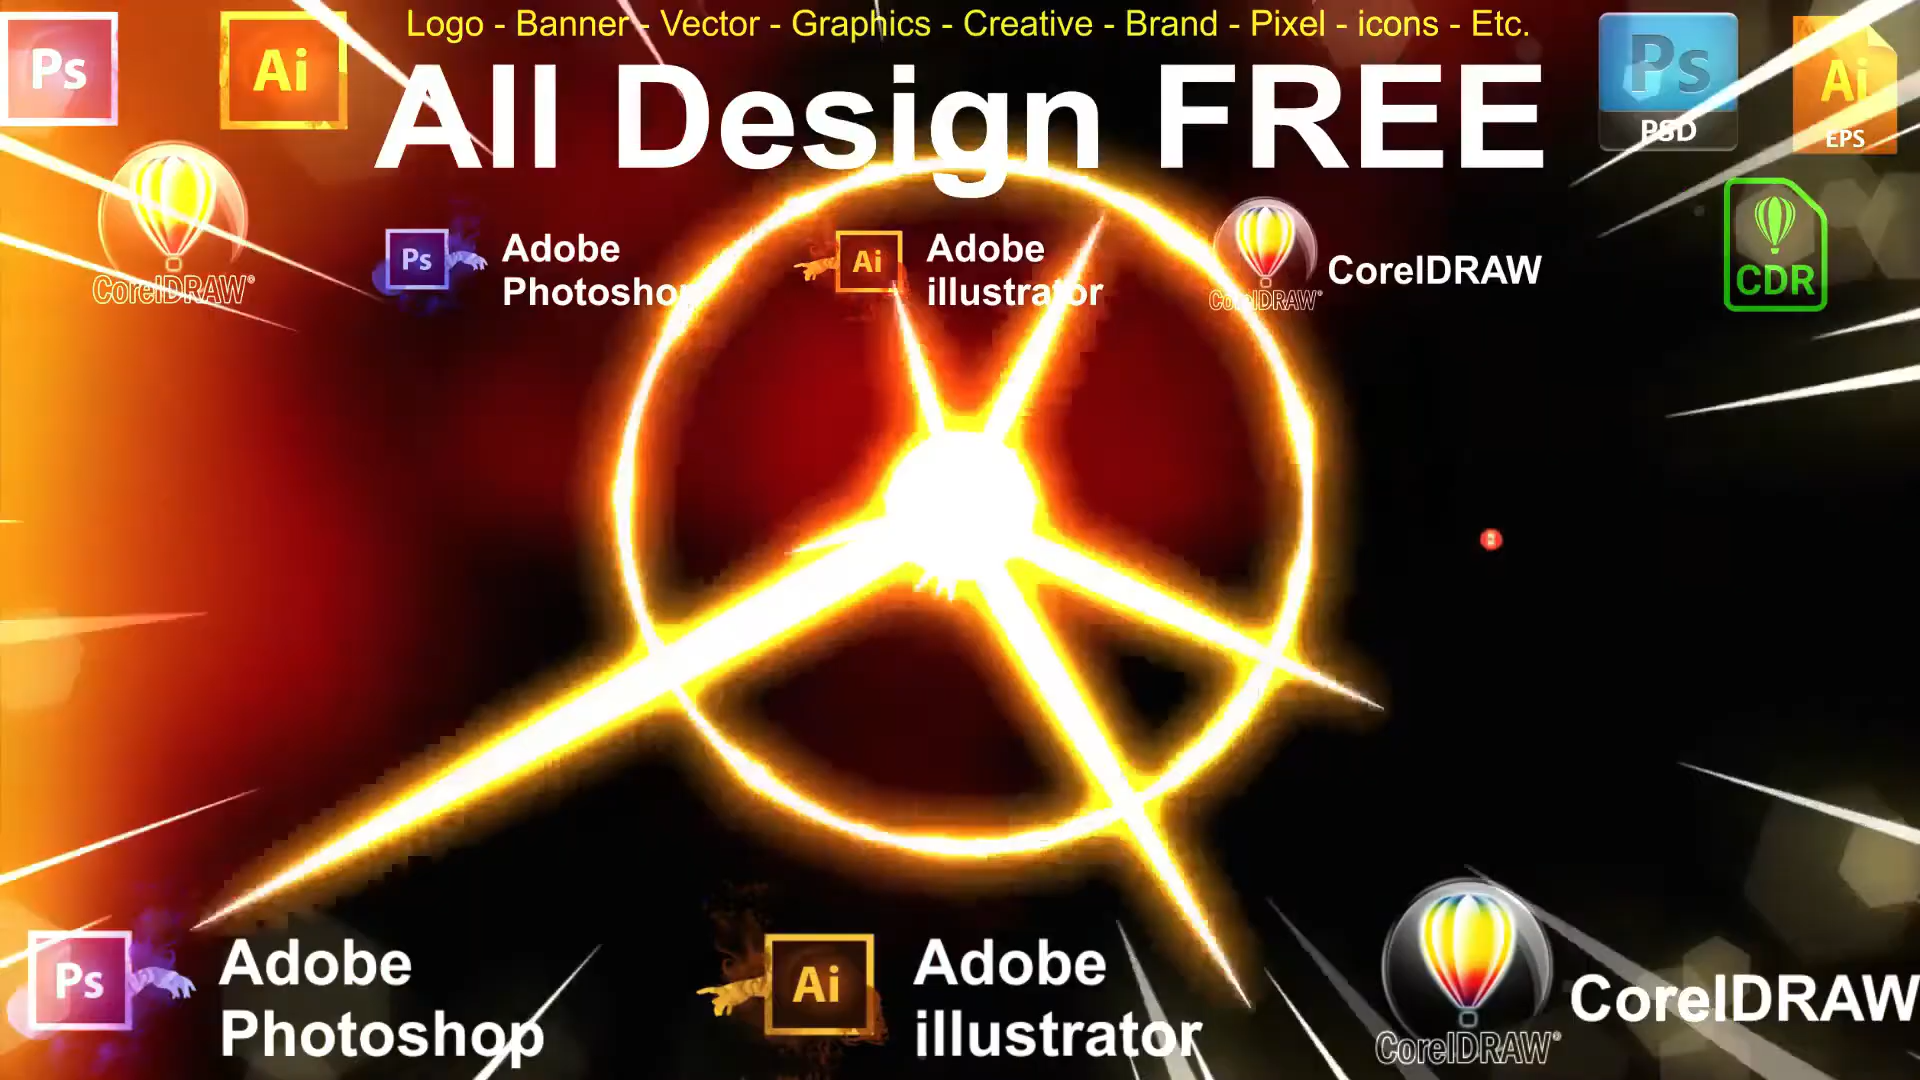 Logo - Banner - Vector - Graphics - Creative - Brand - Pixel - icons - Etc.
All Design FREE
Ps
Ai
Ps
PSD
Ai
EPS
CorelDRAW®
Ps
Adobe
Photoshop
Ai
Adobe
illustrator
CorelDRAW®
CorelDRAW
CDR
Ps
Adobe
Photoshop
Ai
Adobe
illustrator
CorelDRAW®
CorelDRAW